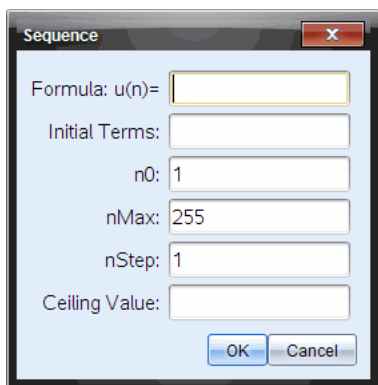 Sequence
Formula: u(n)=
Initial Terms:
n0: 1
nMax: 255
nStep: 1
Ceiling Value:
OK Cancel